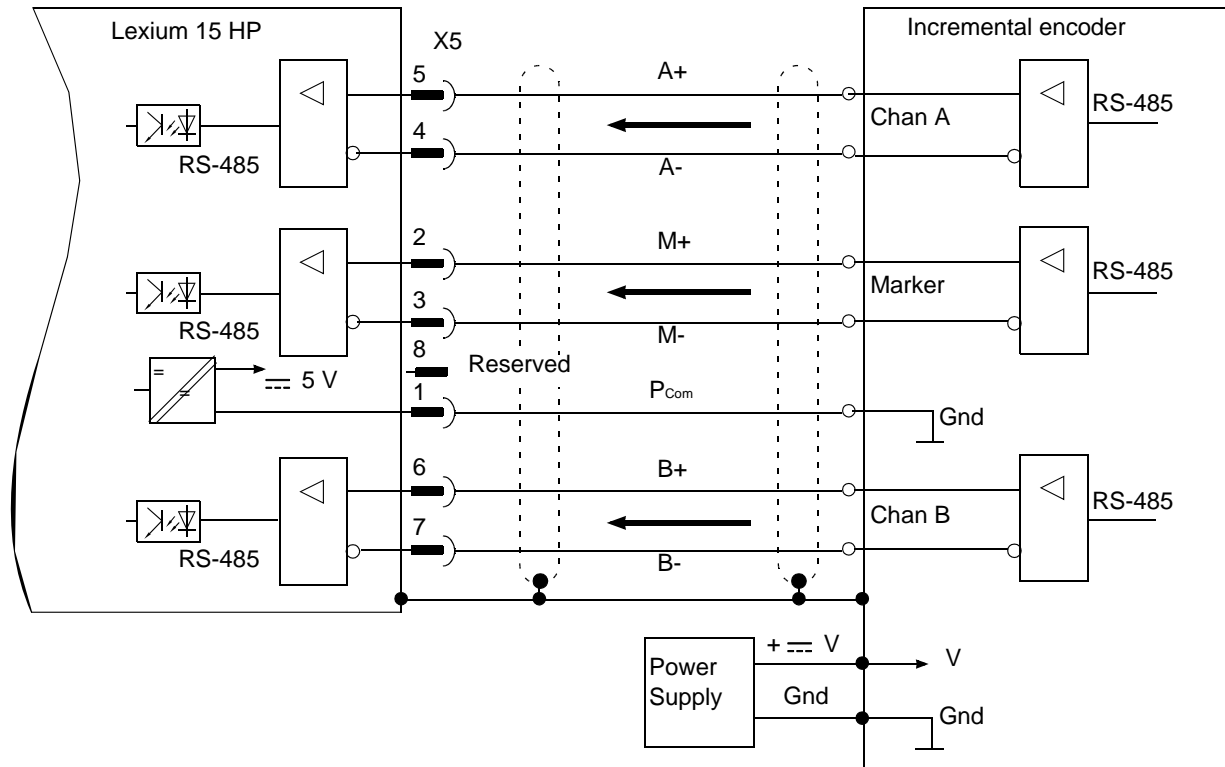 Lexium 15 HP
X5
Incremental encoder
5
A+
RS-485
Chan A
4
RS-485
A-
2
M+
RS-485
Marker
3
RS-485
M-
8
Reserved
= = 5 V
1
PCom
Gnd
6
B+
RS-485
Chan B
7
RS-485
B-
+ V
V
Power
Supply
Gnd
Gnd